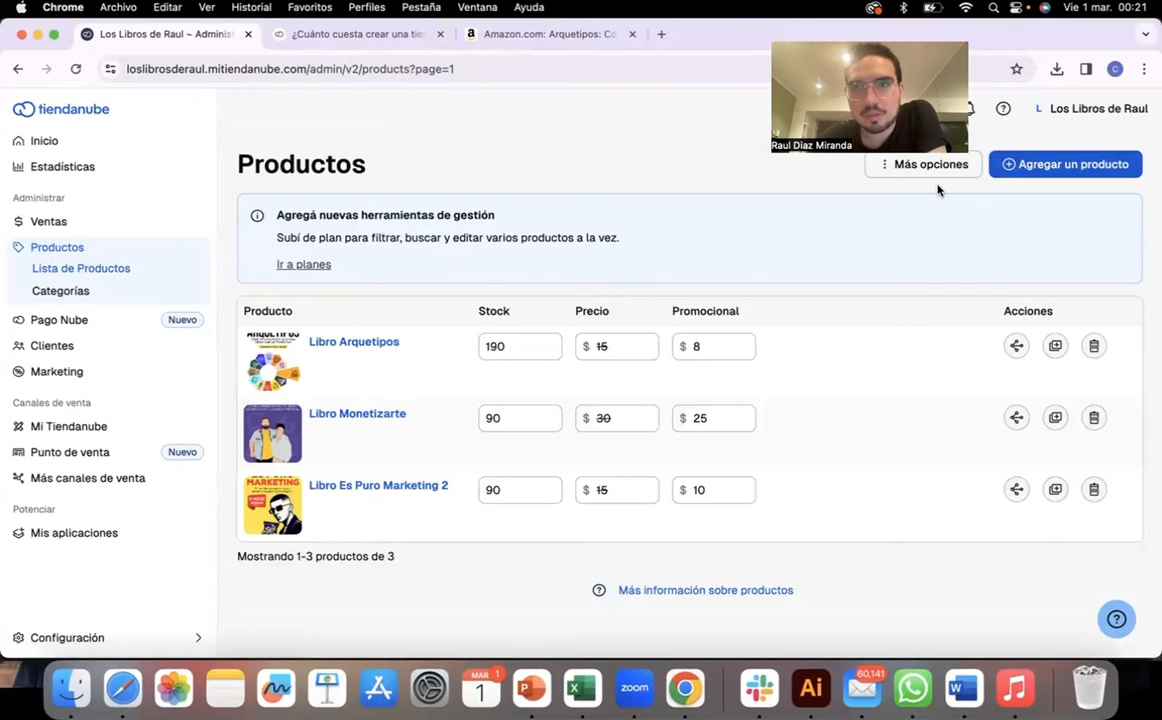 Chrome Archivo Editar Ver Historial Favoritos Perfiles Pestaña Ventana Ayuda Vie 1 mar. 00:21
Los Libros de Raul ~ Adminis
¿Cuánto cuesta crear una tie
Amazon.com: Arquetipos: Có
loslibrosderaul.mitiendanube.com/admin/v2/products?page=1
C
tiendanube
L Los Libros de Raul
Raul Diaz Miranda
Inicio
Estadísticas
Administrar
Ventas
Productos
Lista de Productos
Categorías
Pago Nube Nuevo
Clientes
Marketing
Canales de venta
Mi Tiendanube
Punto de venta Nuevo
Más canales de venta
Potenciar
Mis aplicaciones
Configuración
Productos
Más opciones
Agregar un producto
Agregá nuevas herramientas de gestión
Subí de plan para filtrar, buscar y editar varios productos a la vez.
Ir a planes
Producto Stock Precio Promocional Acciones
ARQUETIPOS
Libro Arquetipos 190 $ 15 $ 8
Libro Monetizarte 90 $ 30 $ 25
MARKETING
Libro Es Puro Marketing 2 90 $ 15 $ 10
Mostrando 1-3 productos de 3
Más información sobre productos
MAR 1
1
zoom
Ai
60,141